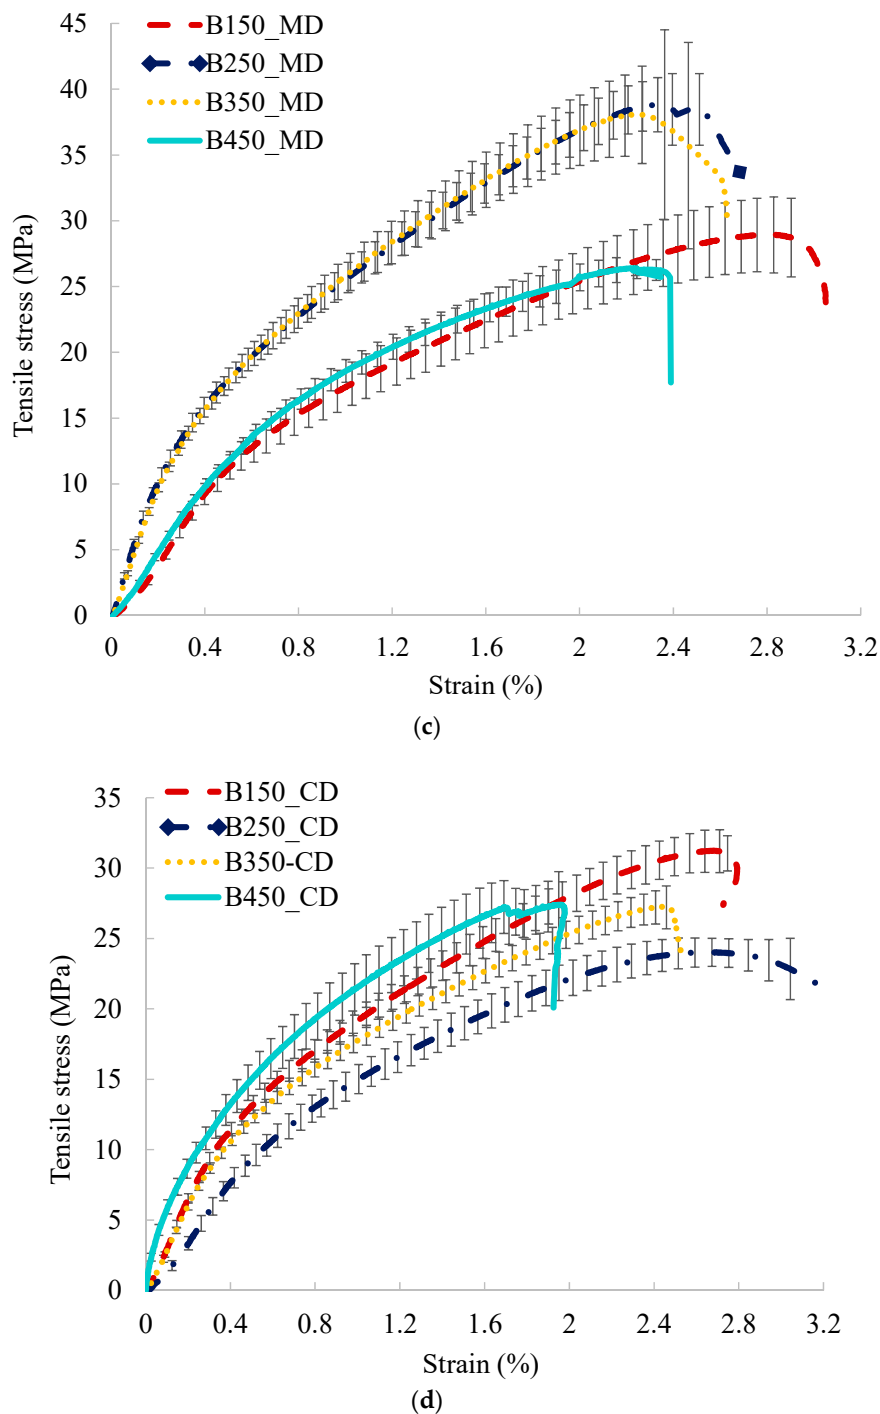 B150_MD
B250_MD
B350_MD
B450_MD
45
40
35
30
25
20
15
10
5
0
Tensile stress (MPa)
0 0.4 0.8 1.2 1.6 2 2.4 2.8 3.2
Strain (%)
(c)
B150_CD
B250_CD
B350-CD
B450_CD
35
30
25
20
15
10
5
0
Tensile stress (MPa)
0 0.4 0.8 1.2 1.6 2 2.4 2.8 3.2
Strain (%)
(d)